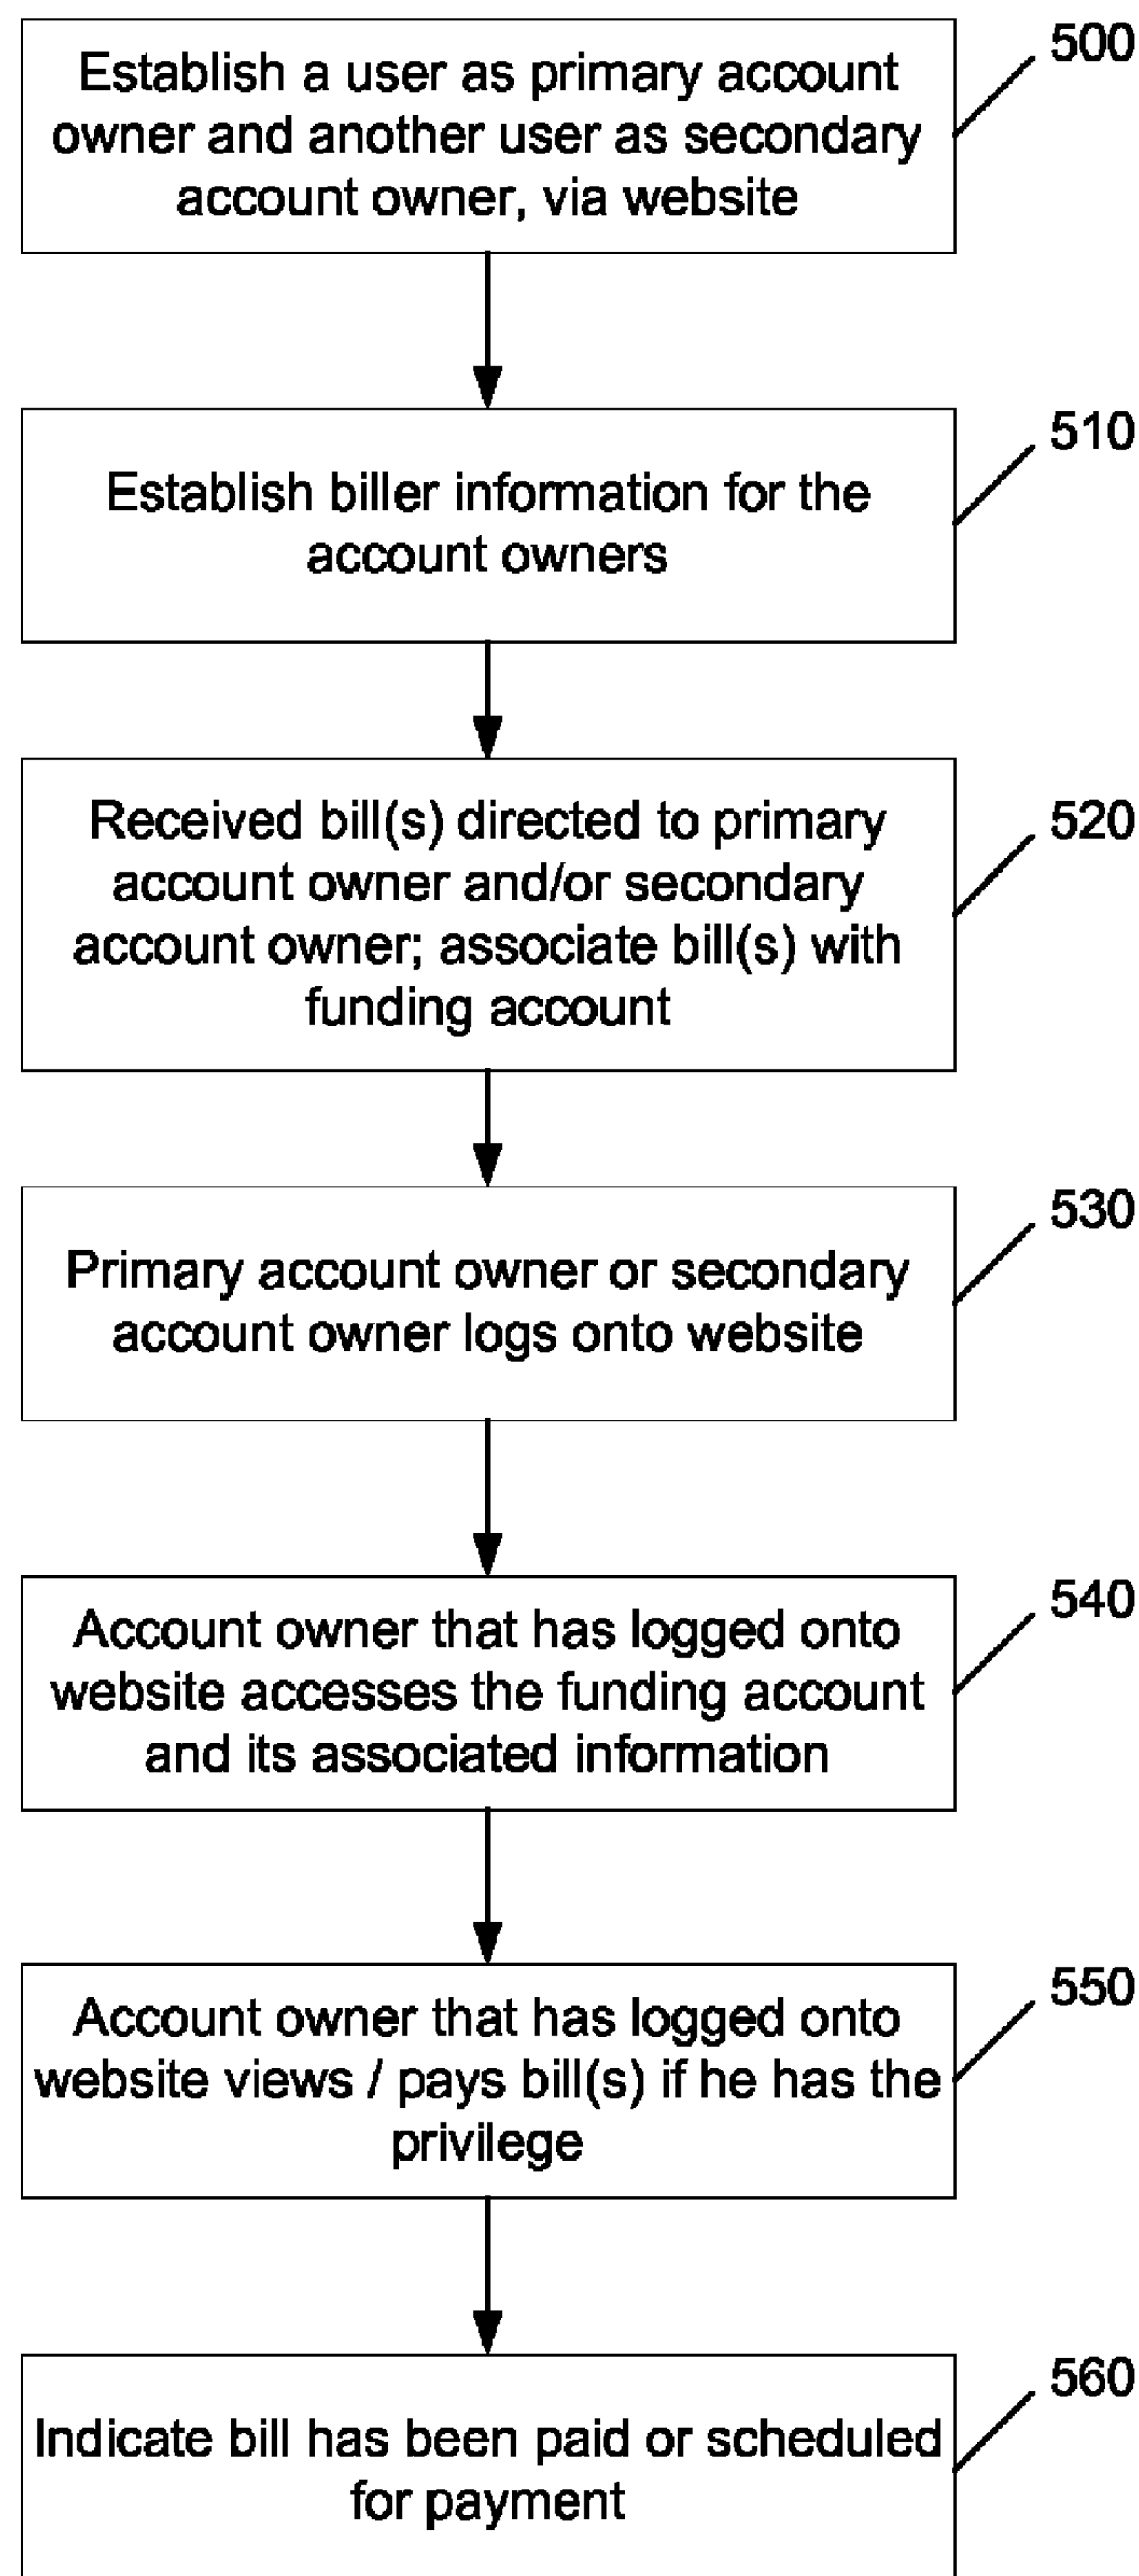 Establish a user as primary account
owner and another user as secondary
account owner, via website
500
Establish biller information for the
account owners
510
Received bill(s) directed to primary
account owner and/or secondary
account owner; associate bill(s) with
funding account
520
Primary account owner or secondary
account owner logs onto website
530
Account owner that has logged onto
website accesses the funding account
and its associated information
540
Account owner that has logged onto
website views / pays bill(s) if he has the
privilege
550
Indicate bill has been paid or scheduled
for payment
560